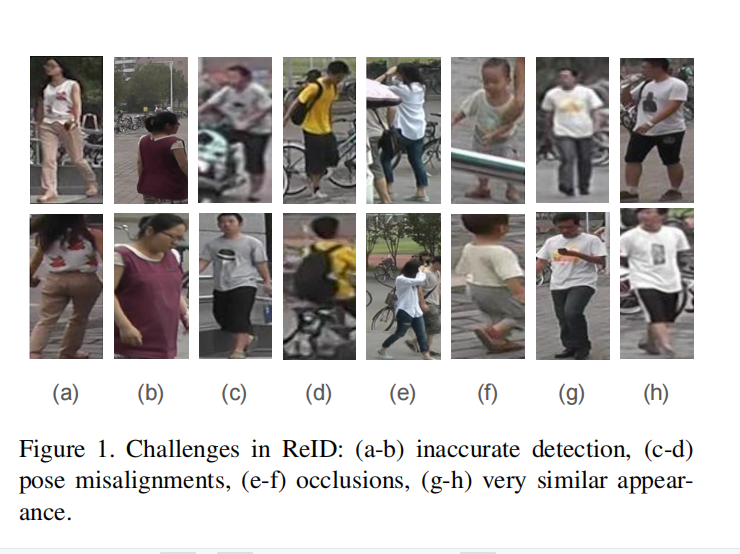 (a) (b) (c) (d) (e) (f) (g) (h)
Figure 1. Challenges in ReID: (a-b) inaccurate detection, (c-d)
pose misalignments, (e-f) occlusions, (g-h) very similar appear-
ance.